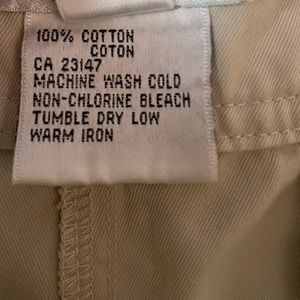 100% COTTON
COTON
CA 23147
MACHINE WASH COLD
NON-CHLORINE BLEACH
TUMBLE DRY LOW
WARM IRON